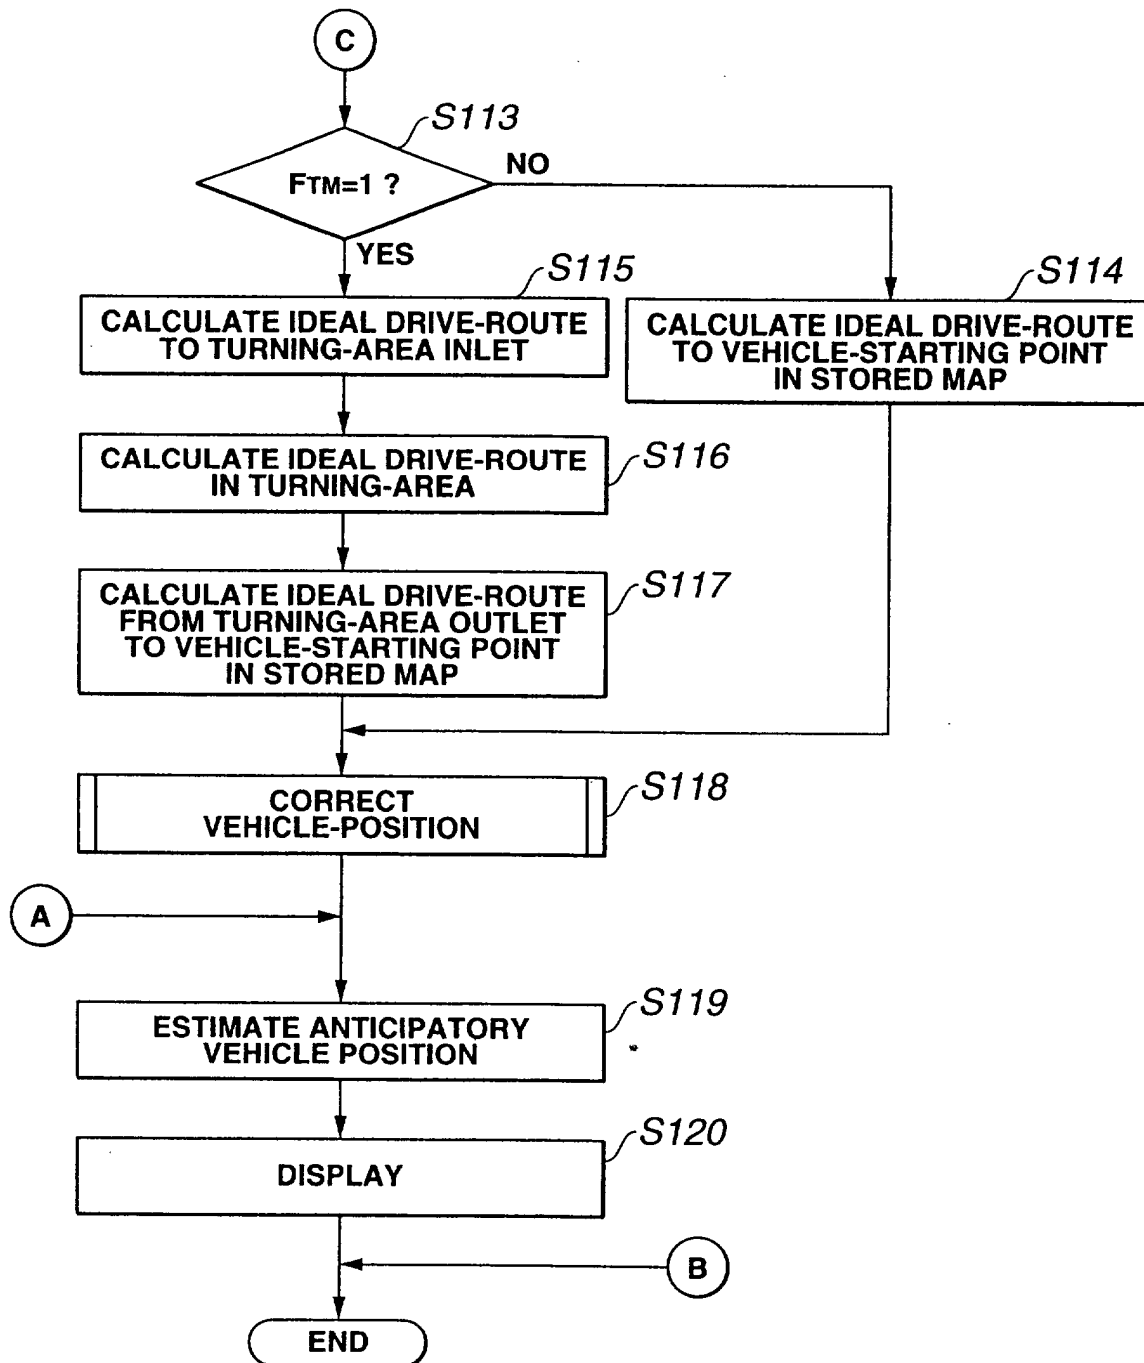 C
S113
FTM=1 ?
NO
YES
S115
S114
CALCULATE IDEAL DRIVE-ROUTE
TO TURNING-AREA INLET
CALCULATE IDEAL DRIVE-ROUTE
TO VEHICLE-STARTING POINT
IN STORED MAP
CALCULATE IDEAL DRIVE-ROUTE
IN TURNING-AREA
S116
CALCULATE IDEAL DRIVE-ROUTE
FROM TURNING-AREA OUTLET
TO VEHICLE-STARTING POINT
IN STORED MAP
S117
CORRECT
VEHICLE-POSITION
S118
A
ESTIMATE ANTICIPATORY
VEHICLE POSITION
S119
DISPLAY
S120
B
END